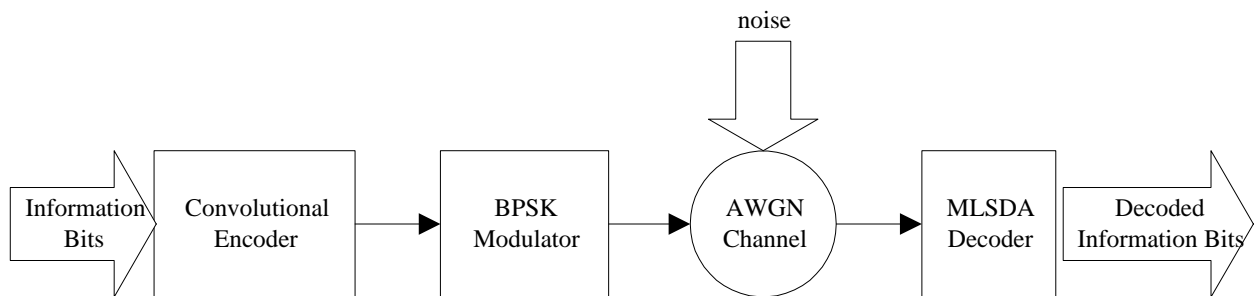 noise
Information
Bits
Convolutional
Encoder
BPSK
Modulator
AWGN
Channel
MLSDA
Decoder
Decoded
Information Bits